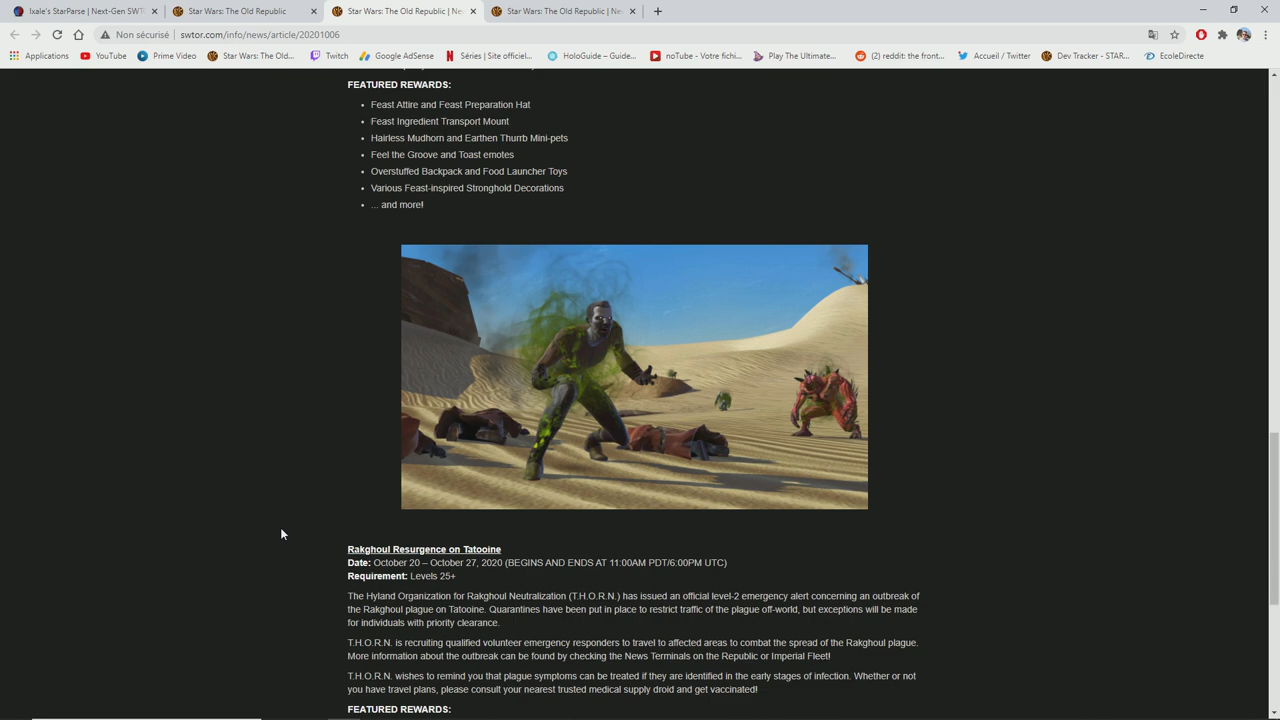 Ixale's StarParse | Next-Gen SWTO
Star Wars: The Old Republic
Star Wars: The Old Republic | Ne
Star Wars: The Old Republic | Ne
Non sécurisé | swtor.com/info/news/article/20201006
Applications
YouTube
Prime Video
Star Wars: The Old...
Twitch
Google AdSense
Séries | Site officiel...
HoloGuide – Guide...
noTube - Votre fichi...
Play The Ultimate...
(2) reddit: the front...
Accueil / Twitter
Dev Tracker - STAR...
EcoleDirecte
FEATURED REWARDS:
• Feast Attire and Feast Preparation Hat
• Feast Ingredient Transport Mount
• Hairless Mudhorn and Earthen Thurrb Mini-pets
• Feel the Groove and Toast emotes
• Overstuffed Backpack and Food Launcher Toys
• Various Feast-inspired Stronghold Decorations
• ... and more!
Rakghoul Resurgence on Tatooine
Date: October 20 – October 27, 2020 (BEGINS AND ENDS AT 11:00AM PDT/6:00PM UTC)
Requirement: Levels 25+
The Hyland Organization for Rakghoul Neutralization (T.H.O.R.N.) has issued an official level-2 emergency alert concerning an outbreak of
the Rakghoul plague on Tatooine. Quarantines have been put in place to restrict traffic of the plague off-world, but exceptions will be made
for individuals with priority clearance.
T.H.O.R.N. is recruiting qualified volunteer emergency responders to travel to affected areas to combat the spread of the Rakghoul plague.
More information about the outbreak can be found by checking the News Terminals on the Republic or Imperial Fleet!
T.H.O.R.N. wishes to remind you that plague symptoms can be treated if they are identified in the early stages of infection. Whether or not
you have travel plans, please consult your nearest trusted medical supply droid and get vaccinated!
FEATURED REWARDS: